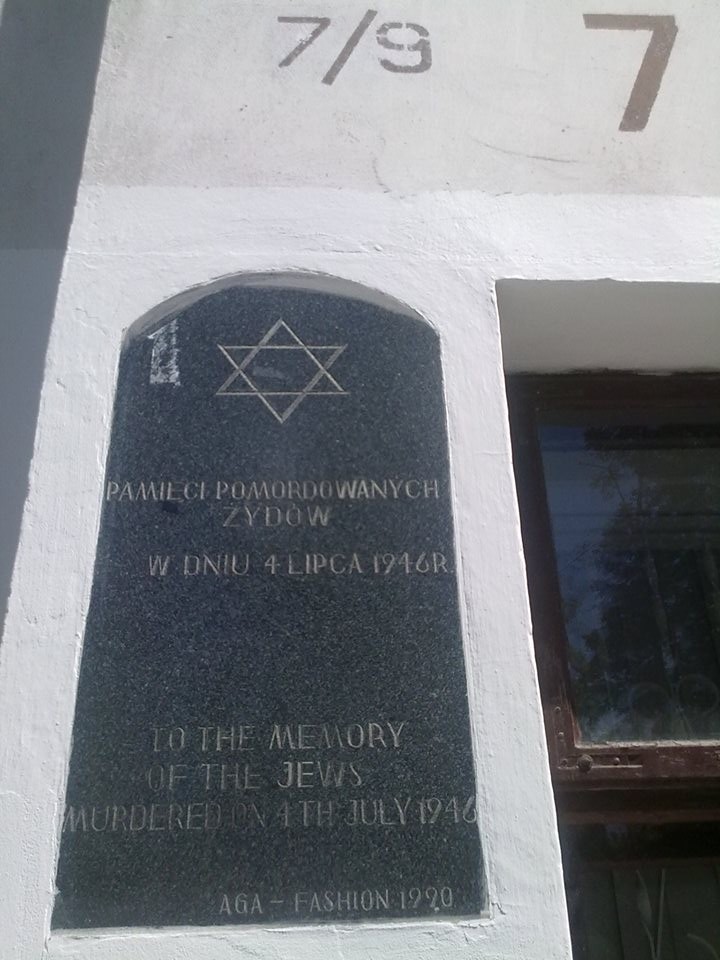 7/9
7
PAMIĘCI POMORDOWANYCH
ŻYDÓW
W DNIU 4 LIPCA 1946R.
TO THE MEMORY
OF THE JEWS
MURDERED ON 4TH JULY 1946
AGA – FASHION 1990